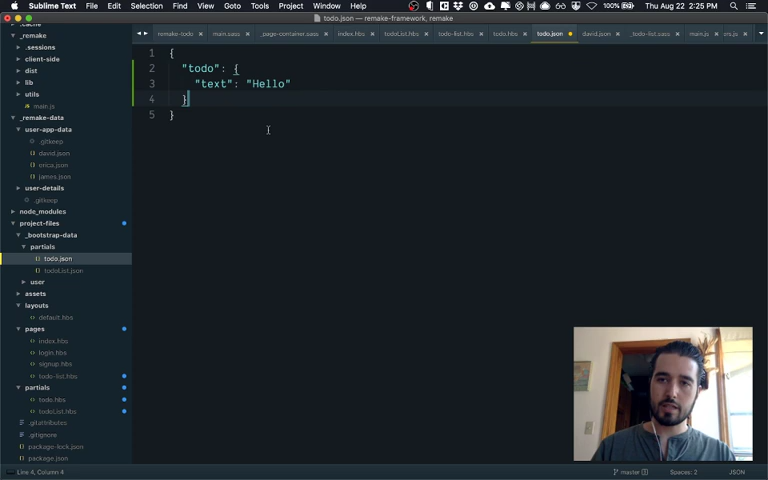 Sublime Text File Edit Selection Find View Goto Tools Project Window Help 100% Thu Aug 22 2:25 PM
todo.json — remake-framework, remake
.cache
_remake
.sessions
client-side
dist
lib
utils
main.js
_remake-data
user-app-data
.gitkeep
david.json
erica.json
james.json
user-details
.gitkeep
node_modules
project-files
_bootstrap-data
partials
todo.json
todoList.json
user
assets
layouts
default.hbs
pages
index.hbs
login.hbs
signup.hbs
todo-list.hbs
partials
todo.hbs
todoList.hbs
.gitattributes
.gitignore
package-lock.json
package.json
remake-todo main.sass _page-container.sass index.hbs todoList.hbs todo-list.hbs todo.hbs todo.json david.json _todo-list.sass main.js ers.js
1 {
2 "todo": {
3 "text": "Hello"
4 }
5 }
Line 4, Column 4 master Spaces: 2 JSON